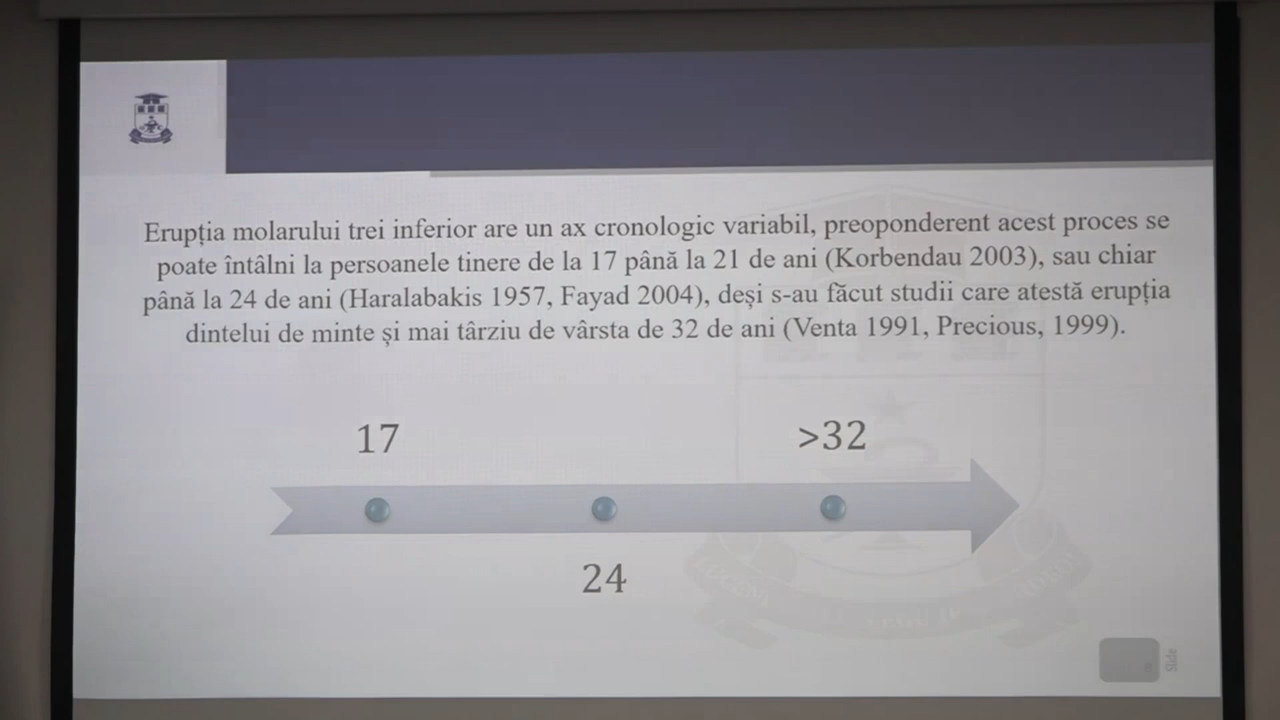 Erupția molarului trei inferior are un ax cronologic variabil, preoponderent acest proces se
poate întâlni la persoanele tinere de la 17 până la 21 de ani (Korbendau 2003), sau chiar
până la 24 de ani (Haralabakis 1957, Fayad 2004), deși s-au făcut studii care atestă erupția
dintelui de minte și mai târziu de vârsta de 32 de ani (Venta 1991, Precious, 1999).
17
>32
24
Slide